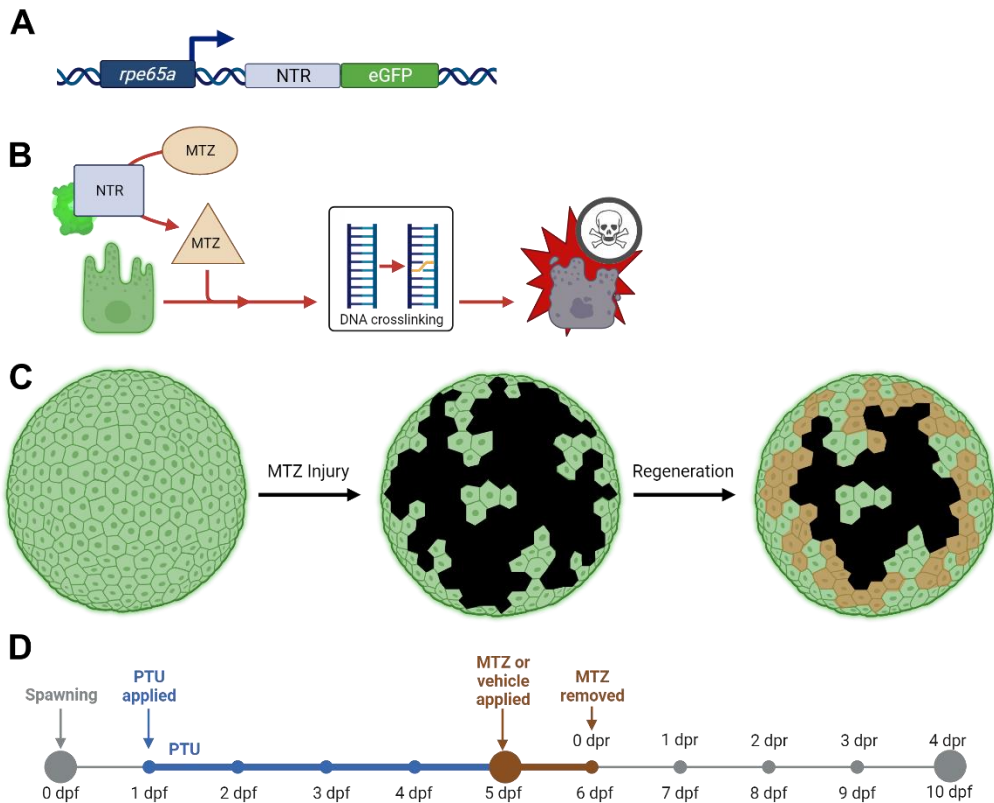 A
rpe65a
NTR
eGFP
B
MTZ
NTR
MTZ
DNA crosslinking
C
MTZ Injury
Regeneration
D
Spawning
PTU
applied
MTZ or
vehicle
applied
MTZ
removed
PTU
0 dpr
1 dpr
2 dpr
3 dpr
4 dpr
0 dpf
1 dpf
2 dpf
3 dpf
4 dpf
5 dpf
6 dpf
7 dpf
8 dpf
9 dpf
10 dpf